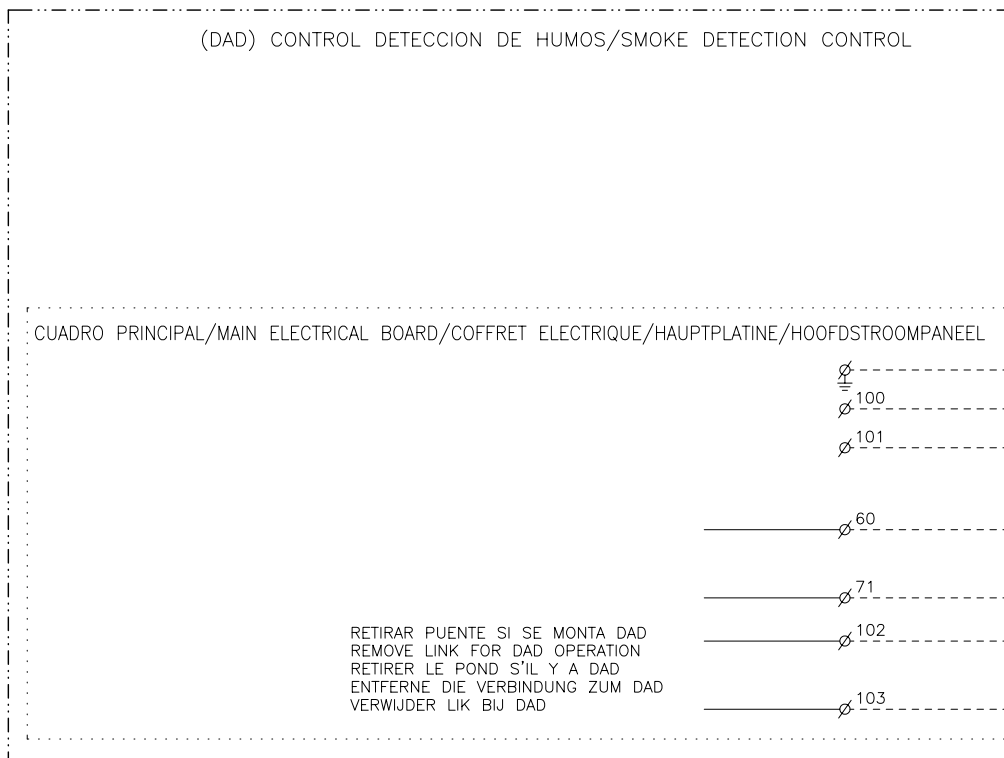 (DAD) CONTROL DETECCION DE HUMOS/SMOKE DETECTION CONTROL
CUADRO PRINCIPAL/MAIN ELECTRICAL BOARD/COFFRET ELECTRIQUE/HAUPTPLATINE/HOOFDSTROOMPANEEL
100
101
60
71
102
RETIRAR PUENTE SI SE MONTA DAD
REMOVE LINK FOR DAD OPERATION
RETIRER LE POND S'IL Y A DAD
ENTFERNE DIE VERBINDUNG ZUM DAD
VERWIJDER LIK BIJ DAD
103